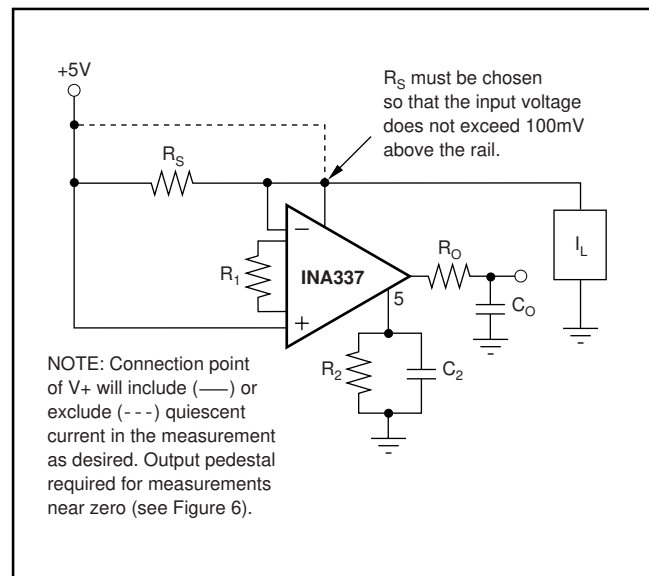 +5V
R_S must be chosen
so that the input voltage
does not exceed 100mV
above the rail.
R_S
R_1
INA337
5
R_O
C_O
I_L
R_2
C_2
NOTE: Connection point
of V+ will include (——) or
exclude (---) quiescent
current in the measurement
as desired. Output pedestal
required for measurements
near zero (see Figure 6).